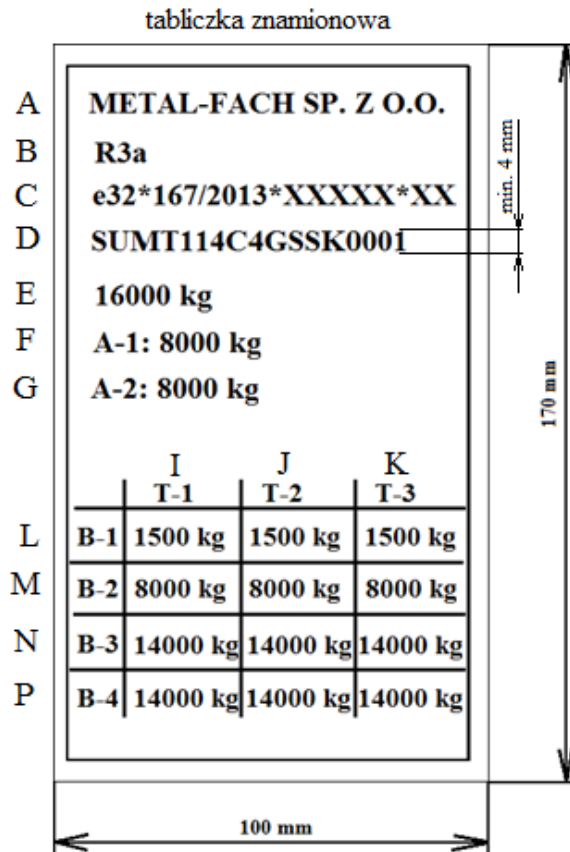 tabliczka znamionowa
A METAL-FACH SP. Z O.O.
B R3a
C e32*167/2013*XXXXX*XX
D SUMT114C4GSSK0001
min. 4 mm
E 16000 kg
F A-1: 8000 kg
G A-2: 8000 kg
170 mm
I J K
T-1 T-2 T-3
L B-1 1500 kg 1500 kg 1500 kg
M B-2 8000 kg 8000 kg 8000 kg
N B-3 14000 kg 14000 kg 14000 kg
P B-4 14000 kg 14000 kg 14000 kg
100 mm